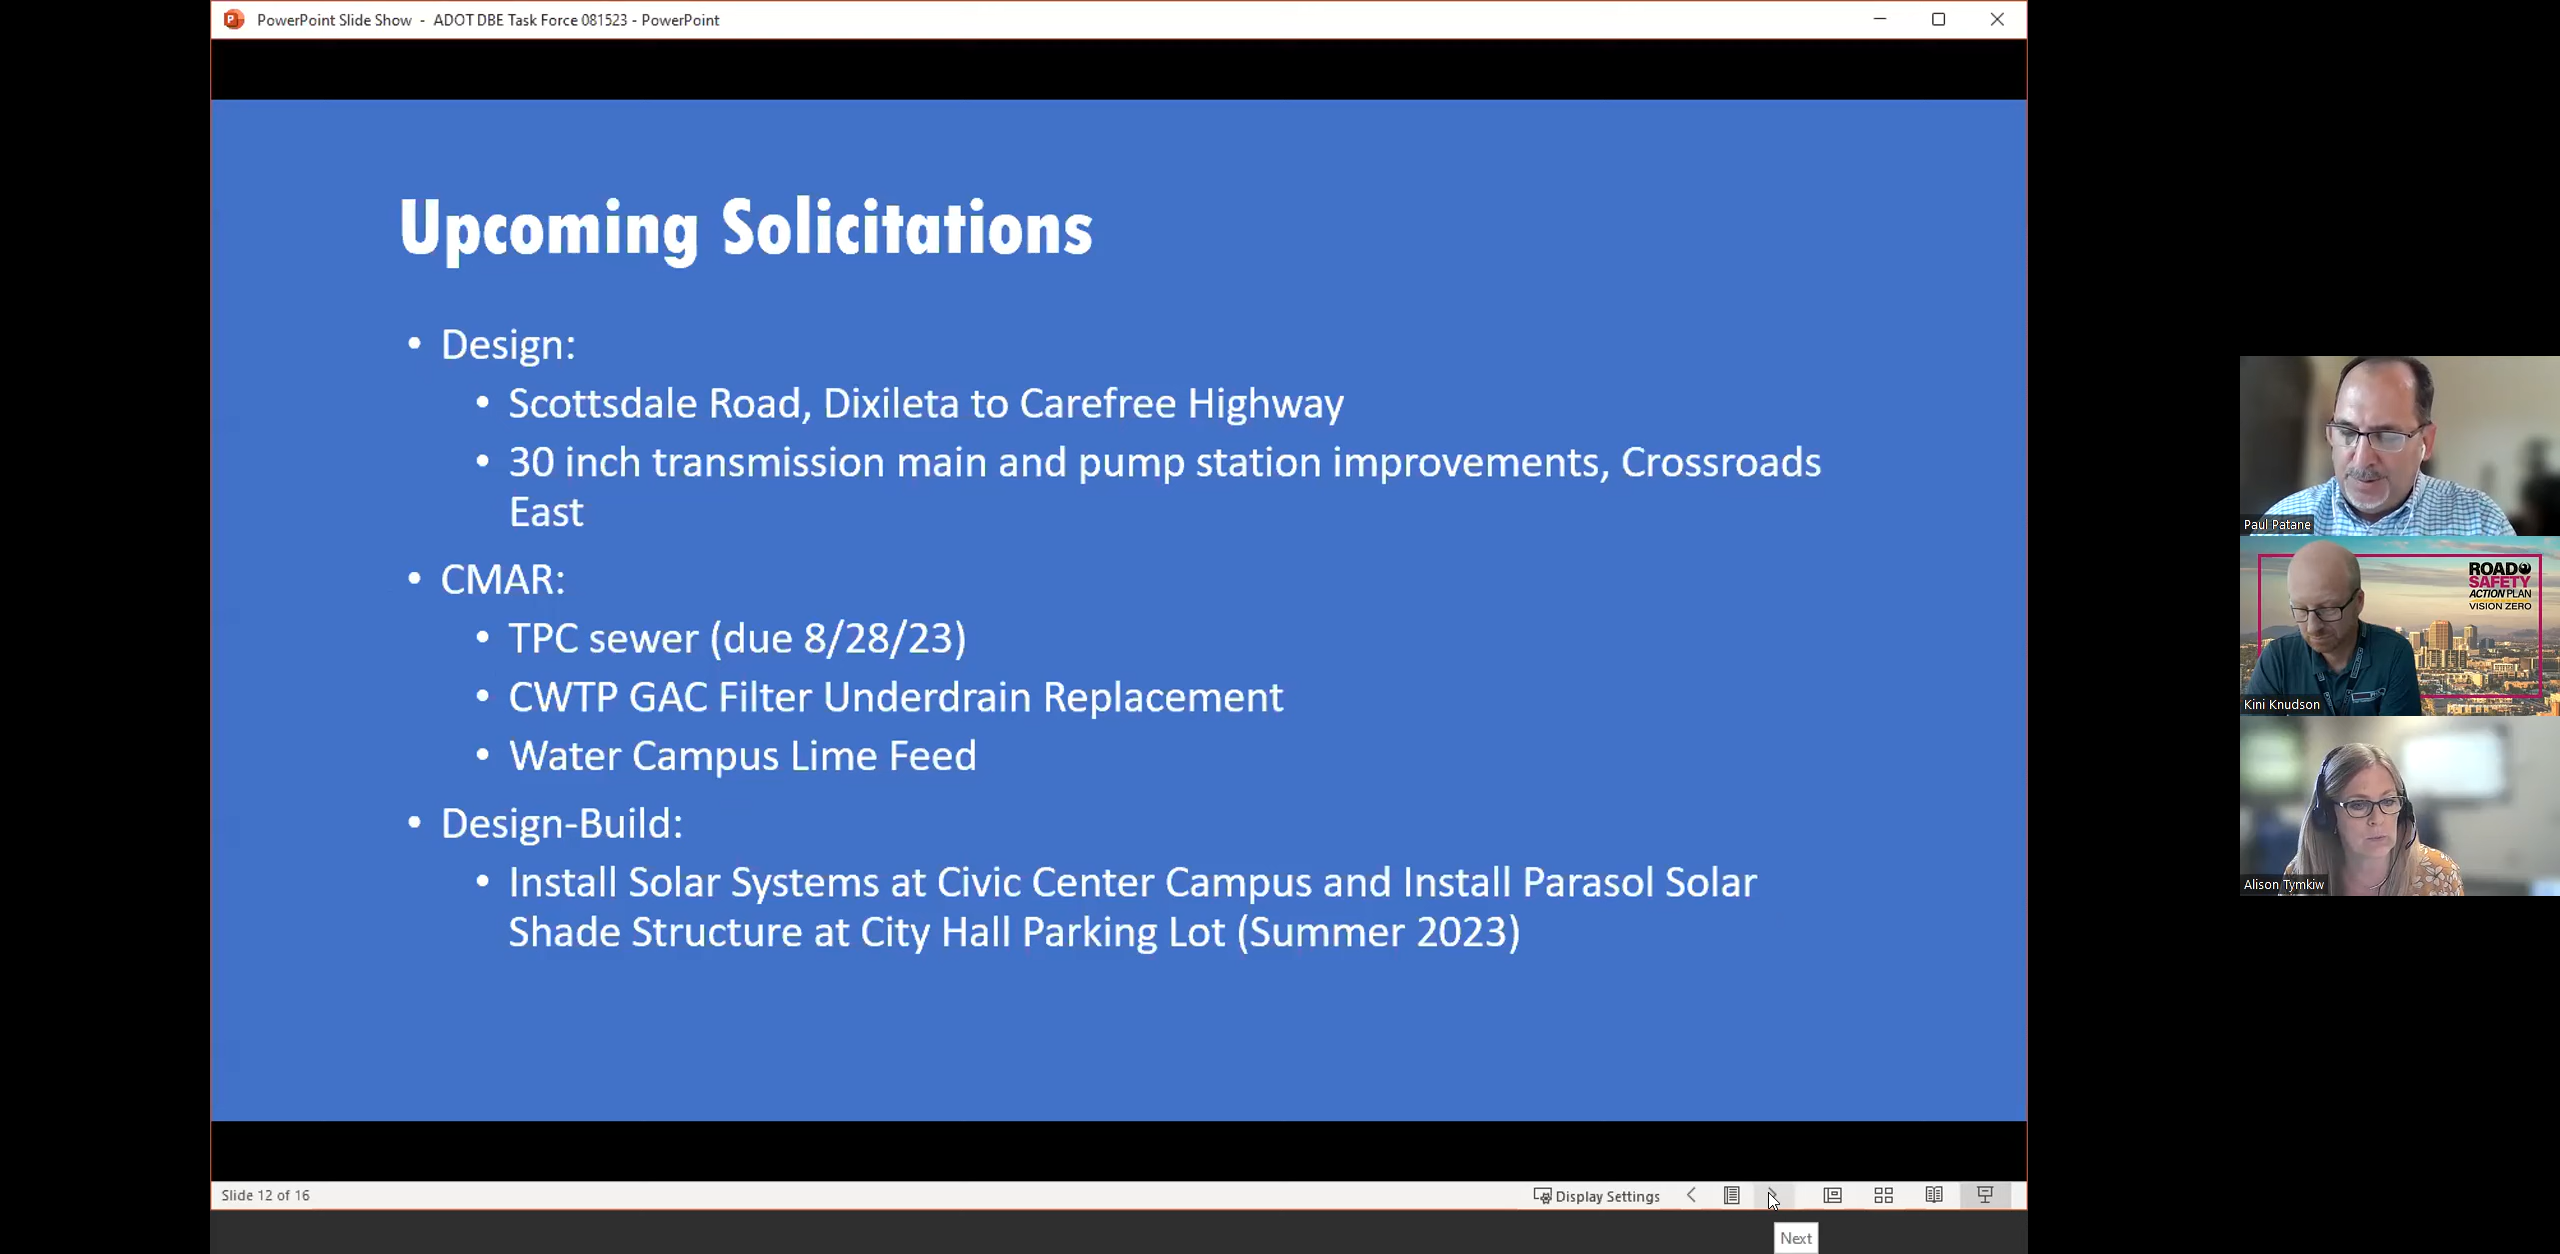 PowerPoint Slide Show - ADOT DBE Task Force 081523 - PowerPoint
Upcoming Solicitations
• Design:
• Scottsdale Road, Dixileta to Carefree Highway
• 30 inch transmission main and pump station improvements, Crossroads
East
• CMAR:
• TPC sewer (due 8/28/23)
• CWTP GAC Filter Underdrain Replacement
• Water Campus Lime Feed
• Design-Build:
• Install Solar Systems at Civic Center Campus and Install Parasol Solar
Shade Structure at City Hall Parking Lot (Summer 2023)
Slide 12 of 16
Display Settings
Next
Paul Patane
ROAD
SAFETY
ACTION PLAN
VISION ZERO
Kini Knudson
Alison Tymkiw